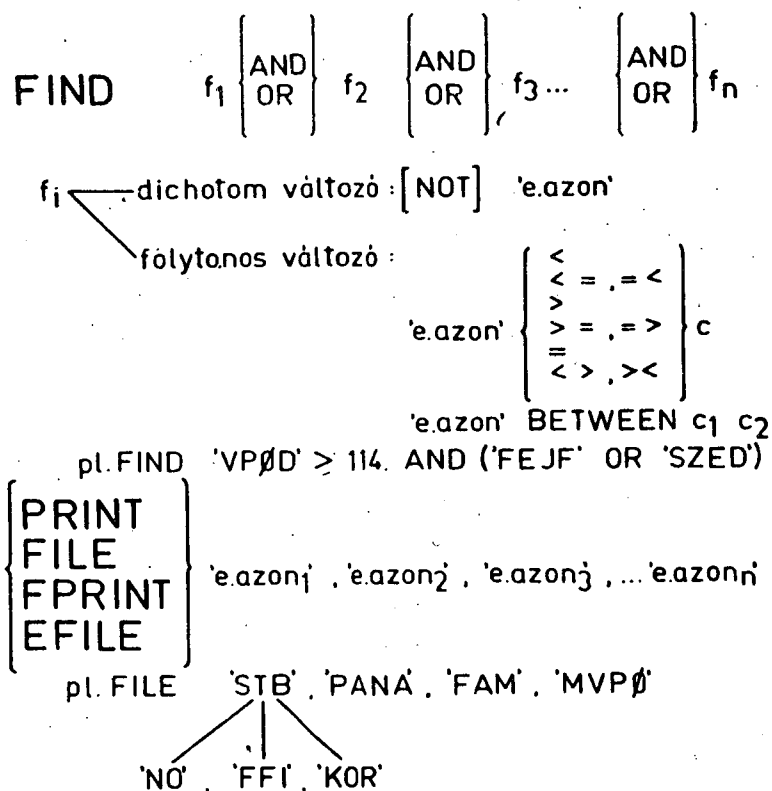 FIND f1 {AND OR} f2 {AND OR}, f3... {AND OR} fn
fi dichotom változó : [NOT] 'e.azon'
folytonos változó :
'e.azon' { < <= , =< > >= , => = <> , >< } c
'e.azon' BETWEEN c1 c2
pl. FIND 'VPØD' ≥ 114. AND ('FEJF' OR 'SZED')
PRINT
FILE
FPRINT
EFILE
'e.azon1' , 'e.azon2' , 'e.azon3' , ... 'e.azonn'
pl. FILE 'STB' , 'PANA' , 'FAM' , 'MVPØ'
'NO' , 'FFI' , 'KOR'